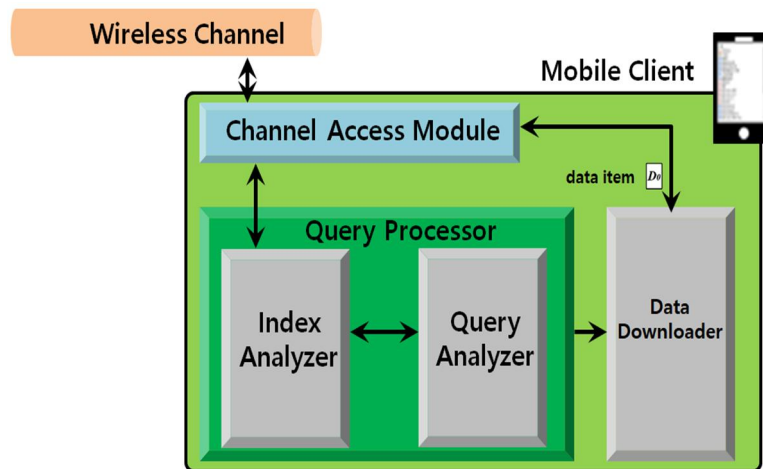 Wireless Channel
Mobile Client
Channel Access Module
data item D₀
Query Processor
Index
Analyzer
Query
Analyzer
Data
Downloader